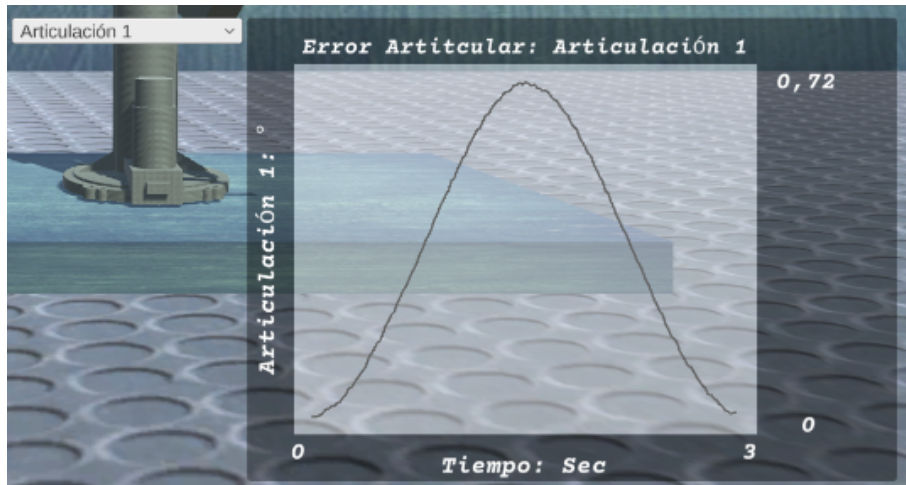 Articulación 1
Error Artitcular: Articulación 1
0,72
Articulación 1: °
0
0
3
Tiempo: Sec